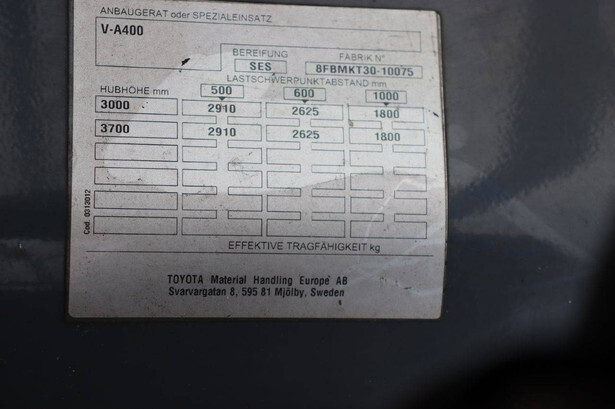 ANBAUGERÄT oder SPEZIALEINSATZ
V-A400
BEREIFUNG FABRIK N°
SES 8FBMKT30-10075
LASTSCHWERPUNKTABSTAND mm
HUBHÖHE mm 500 600 1000
3000 2910 2625 1800
3700 2910 2625 1800
EFFEKTIVE TRAGFÄHIGKEIT kg
Cod. 0313012
TOYOTA Material Handling Europe AB
Svarvargatan 8, 595 81 Mjölby, Sweden